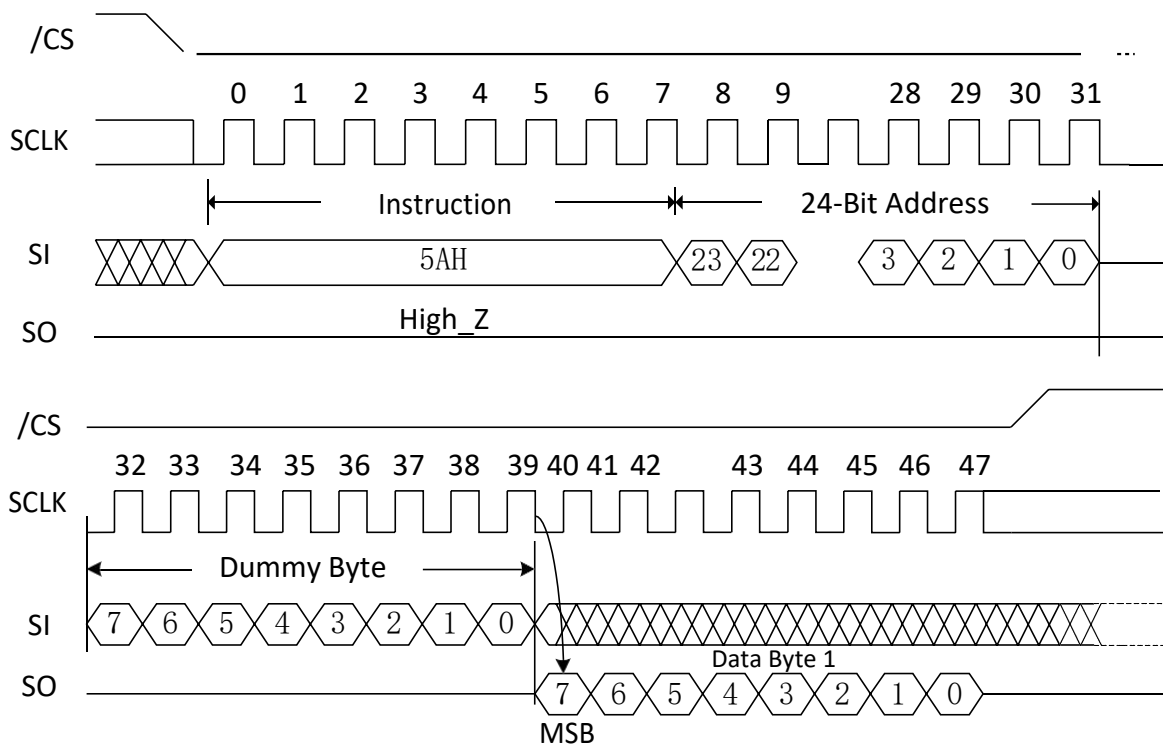 /CS
0 1 2 3 4 5 6 7 8 9 28 29 30 31
SCLK
Instruction 24-Bit Address
SI 5AH 23 22 3 2 1 0
High_Z
SO
/CS
32 33 34 35 36 37 38 39 40 41 42 43 44 45 46 47
SCLK
Dummy Byte
SI 7 6 5 4 3 2 1 0
Data Byte 1
SO 7 6 5 4 3 2 1 0
MSB